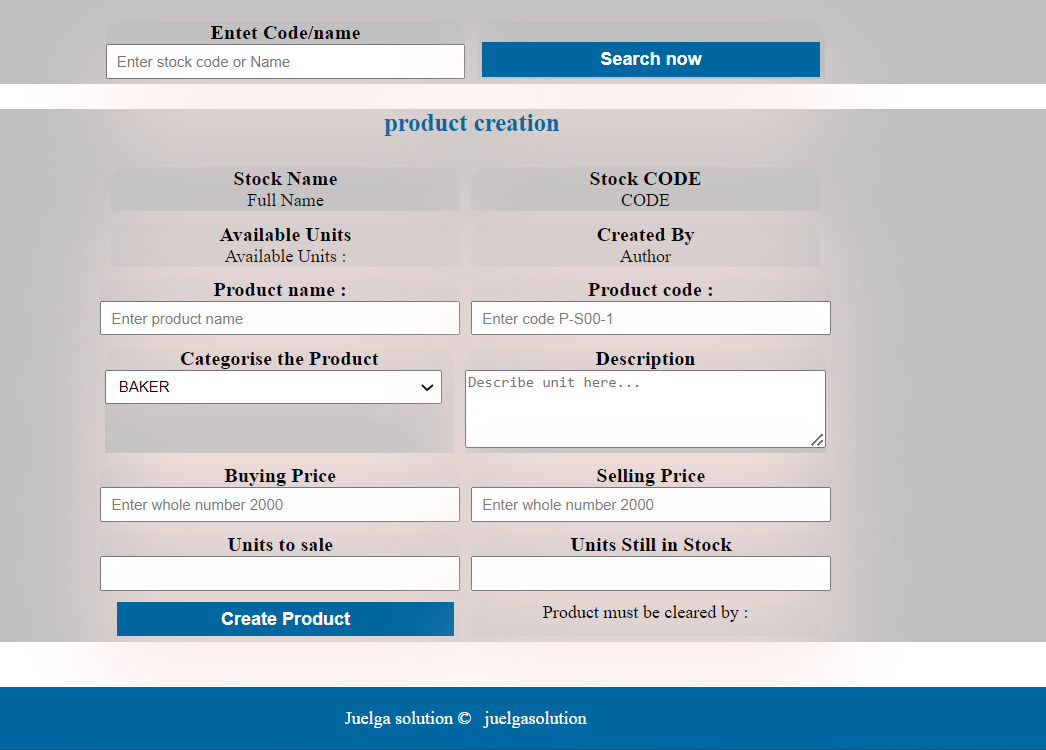 Entet Code/name
Enter stock code or Name
Search now
product creation
Stock Name
Full Name
Stock CODE
CODE
Available Units
Available Units :
Created By
Author
Product name :
Enter product name
Product code :
Enter code P-S00-1
Categorise the Product
BAKER
Description
Describe unit here...
Buying Price
Enter whole number 2000
Selling Price
Enter whole number 2000
Units to sale
Units Still in Stock
Create Product
Product must be cleared by :
Juelga solution © juelgasolution